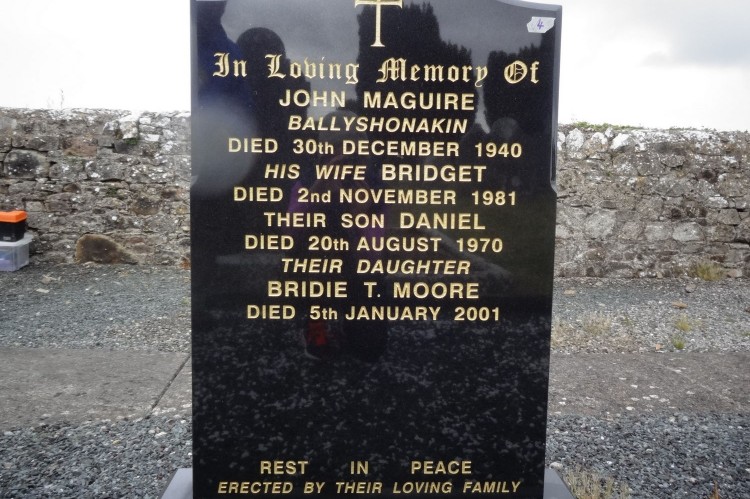 4
In Loving Memory Of
JOHN MAGUIRE
BALLYSHONAKIN
DIED 30th DECEMBER 1940
HIS WIFE BRIDGET
DIED 2nd NOVEMBER 1981
THEIR SON DANIEL
DIED 20th AUGUST 1970
THEIR DAUGHTER
BRIDIE T. MOORE
DIED 5th JANUARY 2001
REST IN PEACE
ERECTED BY THEIR LOVING FAMILY